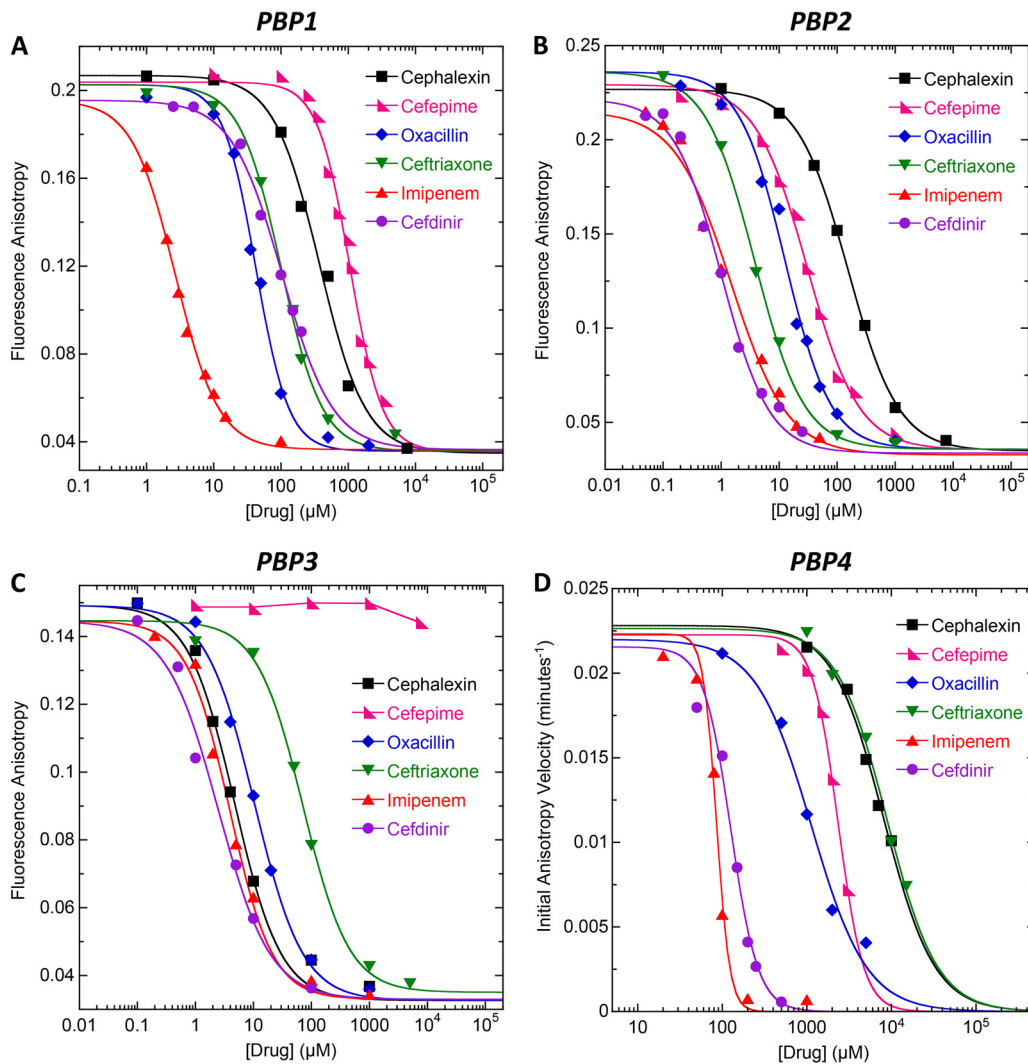 PBP1
A
Fluorescence Anisotropy
0.2
0.16
0.12
0.08
0.04
Cephalexin
Cefepime
Oxacillin
Ceftriaxone
Imipenem
Cefdinir
0.1 1 10 100 1000 10⁵
[Drug] (µM)
PBP2
B
Fluorescence Anisotropy
0.25
0.2
0.15
0.1
0.05
0
Cephalexin
Cefepime
Oxacillin
Ceftriaxone
Imipenem
Cefdinir
0.01 0.1 1 10 100 1000 10⁵
[Drug] (µM)
PBP3
C
Fluorescence Anisotropy
0.14
0.12
0.1
0.08
0.06
0.04
Cephalexin
Cefepime
Oxacillin
Ceftriaxone
Imipenem
Cefdinir
0.01 0.1 1 10 100 1000 10⁵
[Drug] (µM)
PBP4
D
Initial Anisotropy Velocity (minutes⁻¹)
0.025
0.02
0.015
0.01
0.005
0
Cephalexin
Cefepime
Oxacillin
Ceftriaxone
Imipenem
Cefdinir
10 100 1000 10⁴ 10⁵
[Drug] (µM)